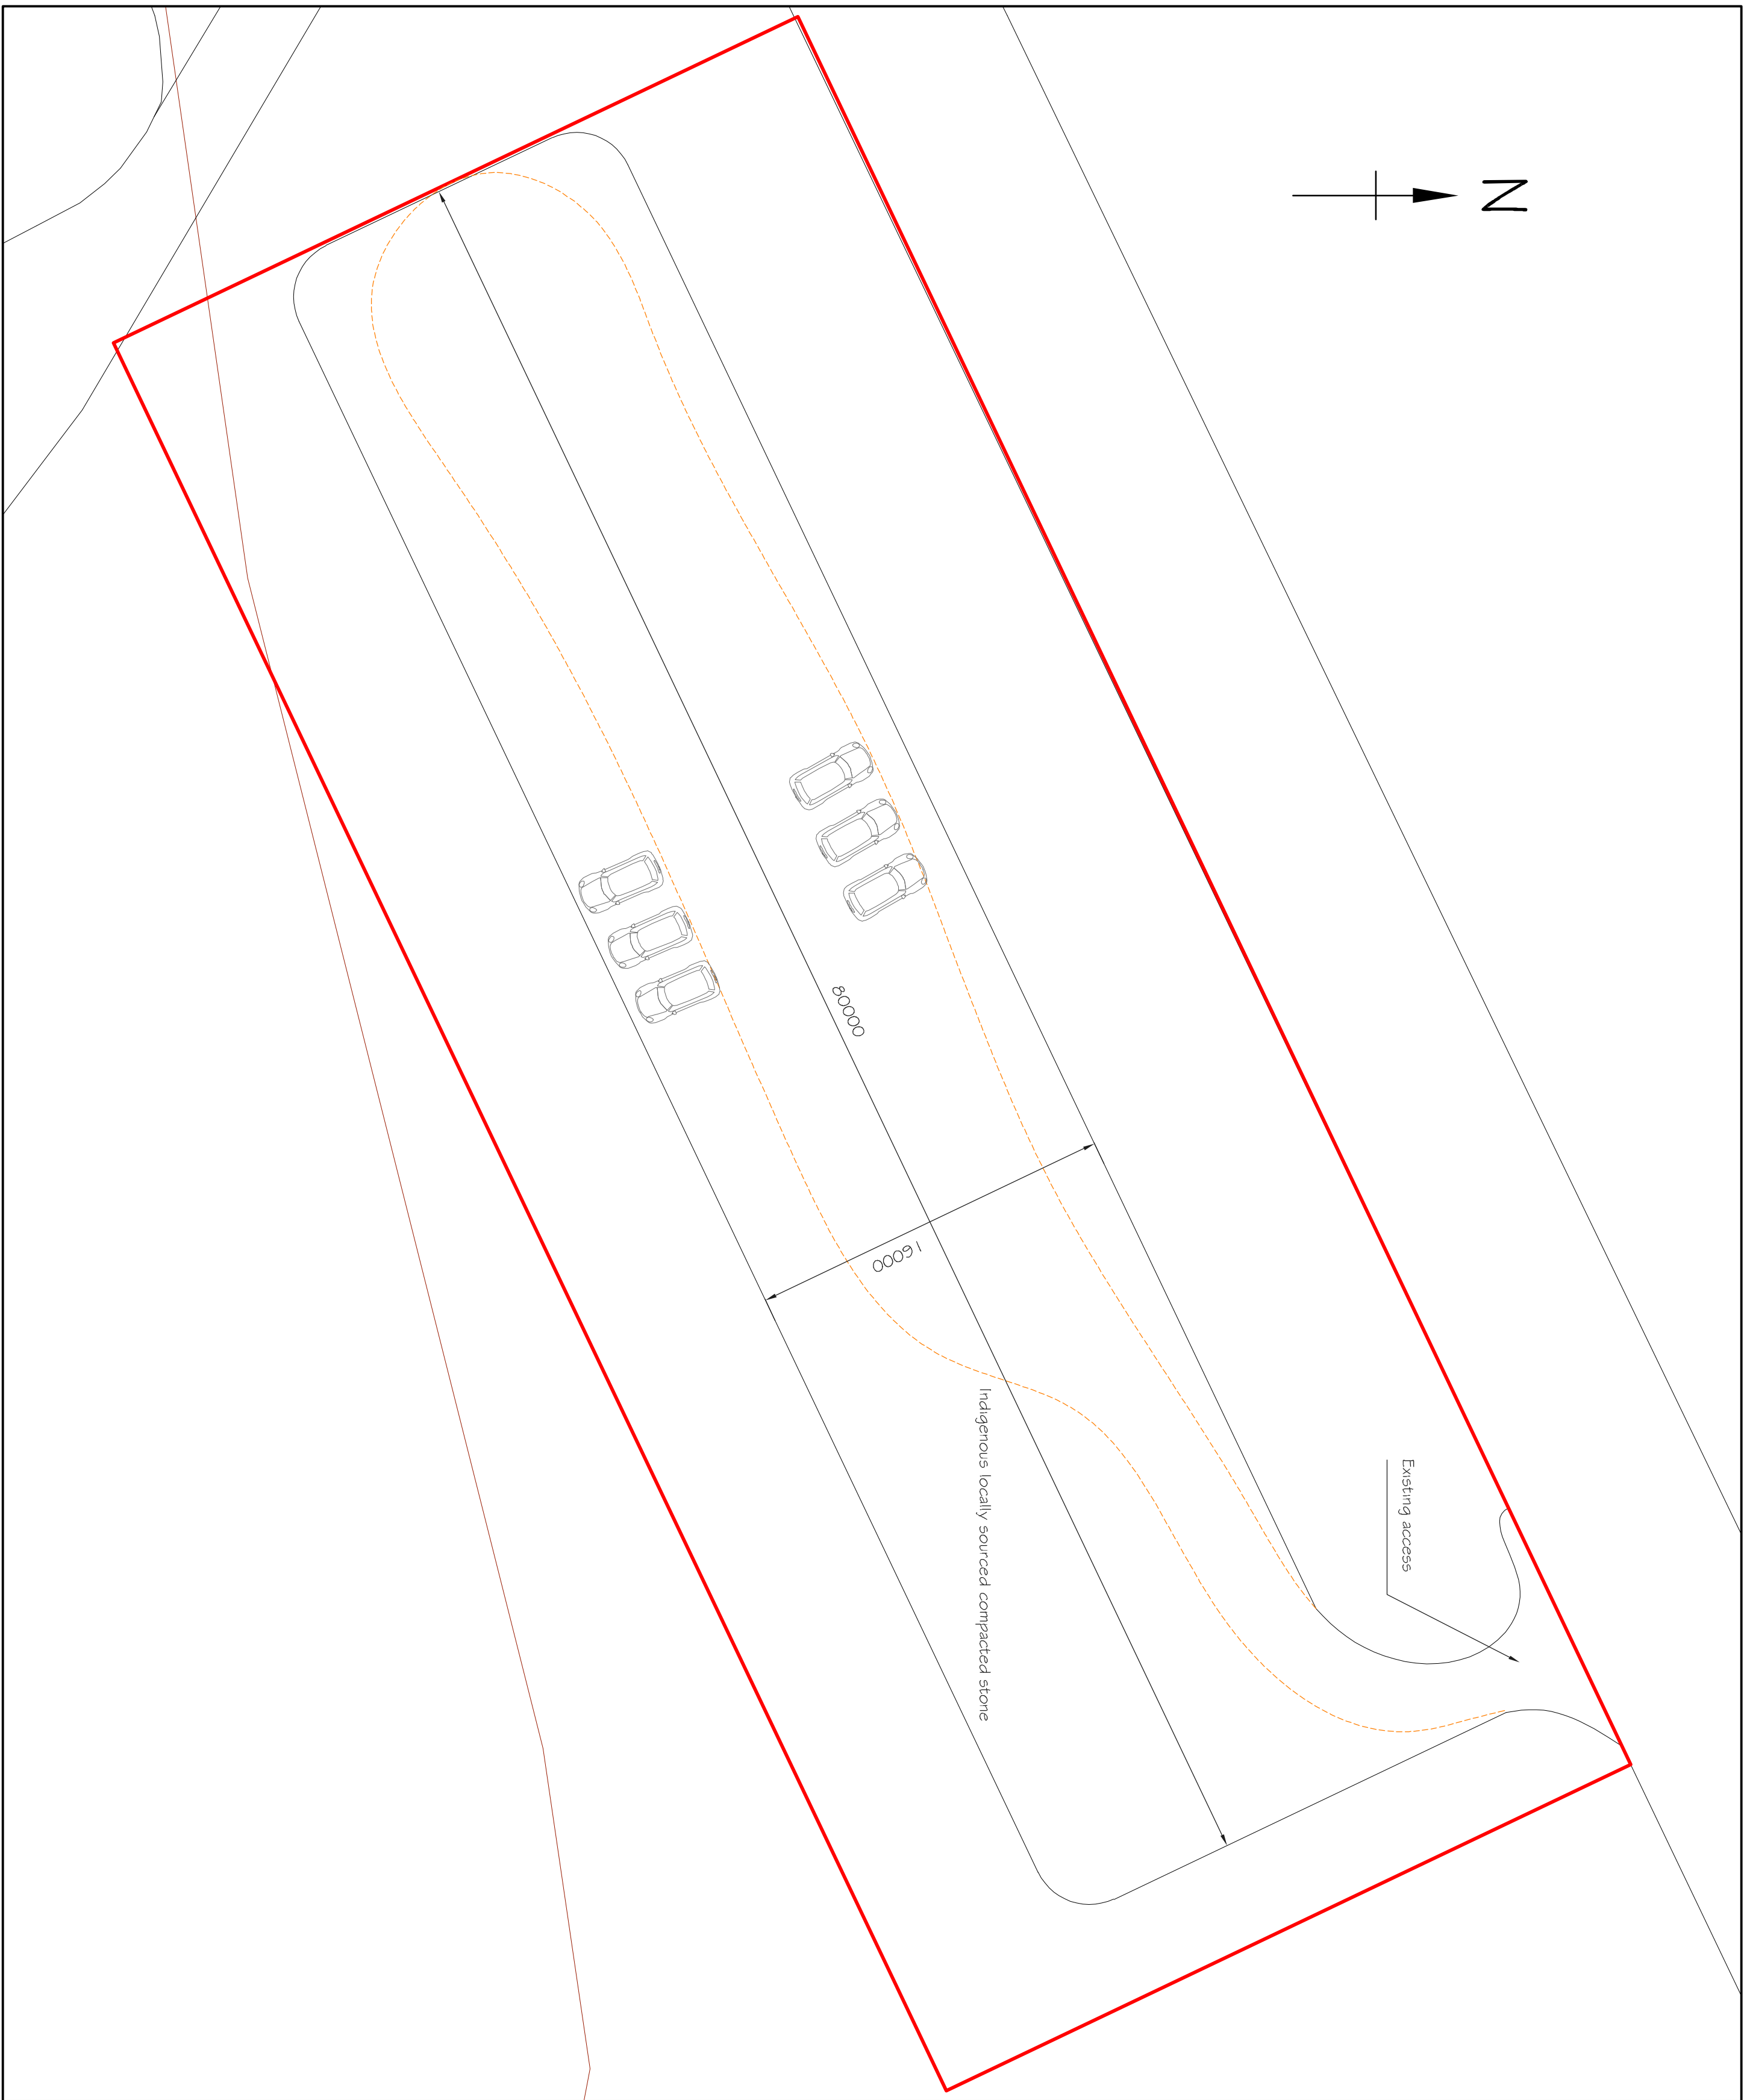 N
80000
16000
Existing access
Indigenous locally sourced compacted stone